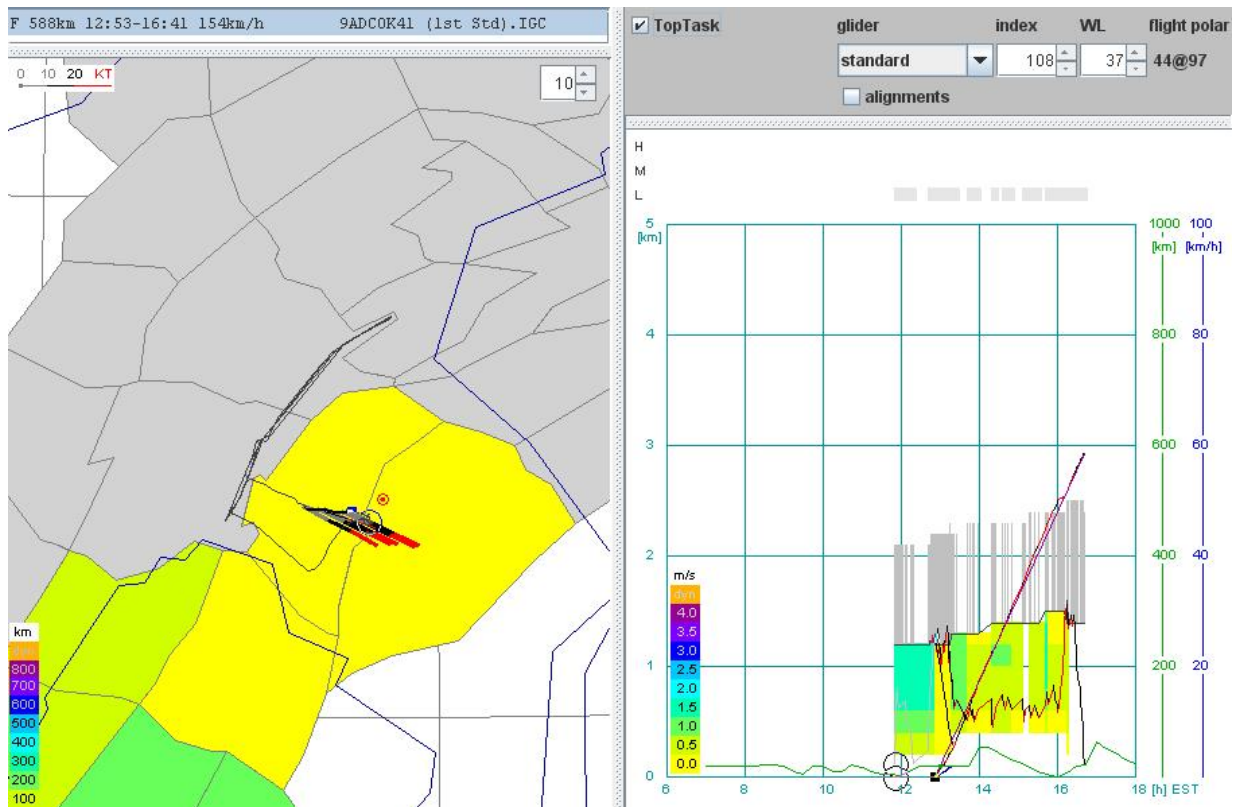 F 588km 12:53-16:41 154km/h 9ADCOK41 (1st Std).IGC
0 10 20 KT
10
km
dyn
800
700
600
500
400
300
200
100
TopTask glider index WL flight polar
standard 108 37 44@97
alignments
H
M
L
5 1000 100
[km] [km] [km/h]
4 800 80
3 600 60
2 400 40
m/s
dyn
4.0
3.5
3.0
2.5
2.0
1.5
1.0
0.5
0.0
1 200 20
0 0 0
6 8 10 12 14 16 18 [h] EST